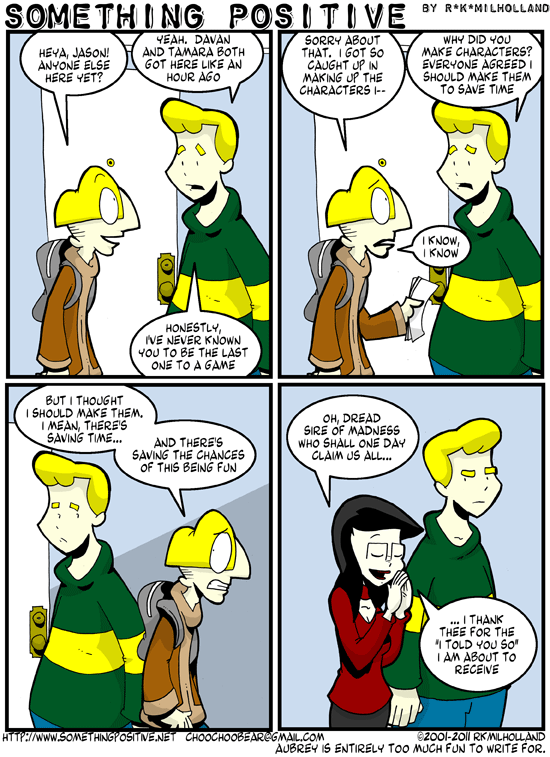 SOMETHING POSITIVE BY R*K*MILHOLLAND
HEYA, JASON!
ANYONE ELSE
HERE YET?
YEAH. DAVAN
AND TAMARA BOTH
GOT HERE LIKE AN
HOUR AGO
HONESTLY,
I'VE NEVER KNOWN
YOU TO BE THE LAST
ONE TO A GAME
SORRY ABOUT
THAT. I GOT SO
CAUGHT UP IN
MAKING UP THE
CHARACTERS I--
WHY DID YOU
MAKE CHARACTERS?
EVERYONE AGREED I
SHOULD MAKE THEM
TO SAVE TIME
I KNOW,
I KNOW
BUT I THOUGHT
I SHOULD MAKE THEM.
I MEAN, THERE'S
SAVING TIME...
AND THERE'S
SAVING THE CHANCES
OF THIS BEING FUN
OH, DREAD
SIRE OF MADNESS
WHO SHALL ONE DAY
CLAIM US ALL...
... I THANK
THEE FOR THE
"I TOLD YOU SO"
I AM ABOUT TO
RECEIVE
HTTP://WWW.SOMETHINGPOSITIVE.NET CHOOCHOOBEAR@GMAIL.COM ©2001-2011 RKMILHOLLAND
AUBREY IS ENTIRELY TOO MUCH FUN TO WRITE FOR.